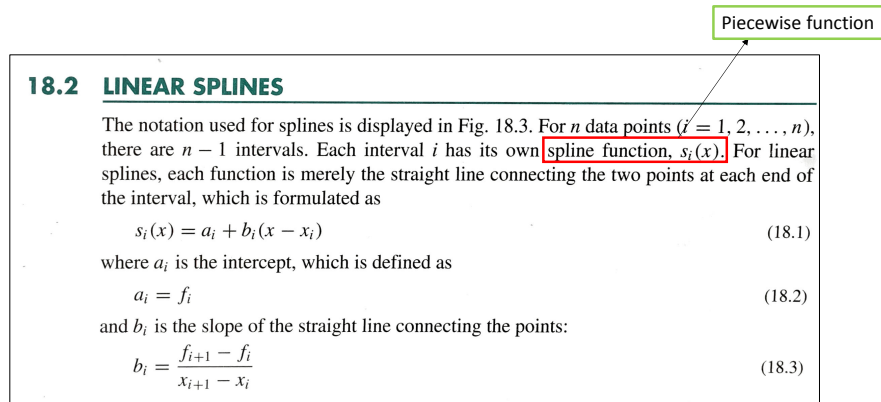 Piecewise function
18.2 LINEAR SPLINES
The notation used for splines is displayed in Fig. 18.3. For n data points (i = 1, 2, . . . , n),
there are n − 1 intervals. Each interval i has its own spline function, sᵢ(x). For linear
splines, each function is merely the straight line connecting the two points at each end of
the interval, which is formulated as
sᵢ(x) = aᵢ + bᵢ(x − xᵢ) (18.1)
where aᵢ is the intercept, which is defined as
aᵢ = fᵢ (18.2)
and bᵢ is the slope of the straight line connecting the points:
bᵢ = (fᵢ₊₁ − fᵢ) / (xᵢ₊₁ − xᵢ) (18.3)